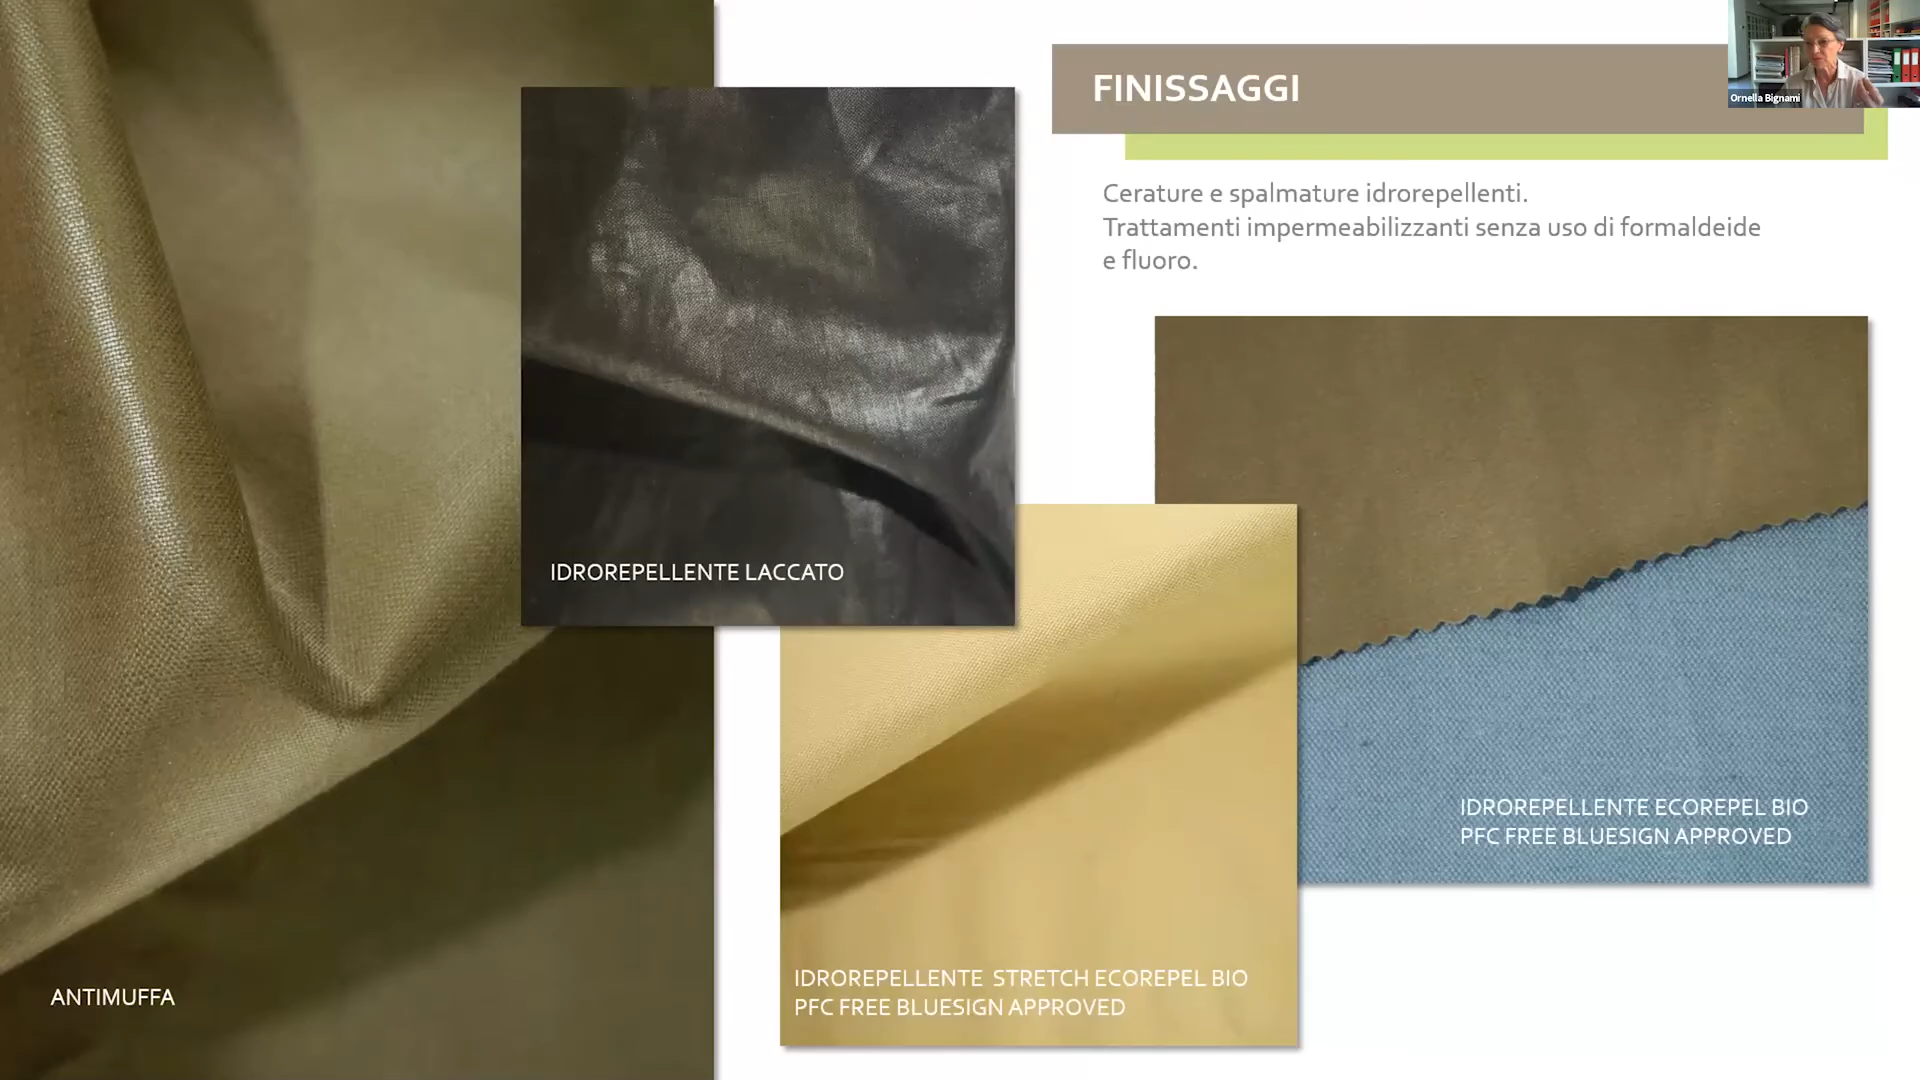 FINISSAGGI
Ornella Bignami
Cerature e spalmature idrorepellenti.
Trattamenti impermeabilizzanti senza uso di formaldeide
e fluoro.
IDROREPELLENTE LACCATO
IDROREPELLENTE ECOREPEL BIO
PFC FREE BLUESIGN APPROVED
IDROREPELLENTE STRETCH ECOREPEL BIO
PFC FREE BLUESIGN APPROVED
ANTIMUFFA